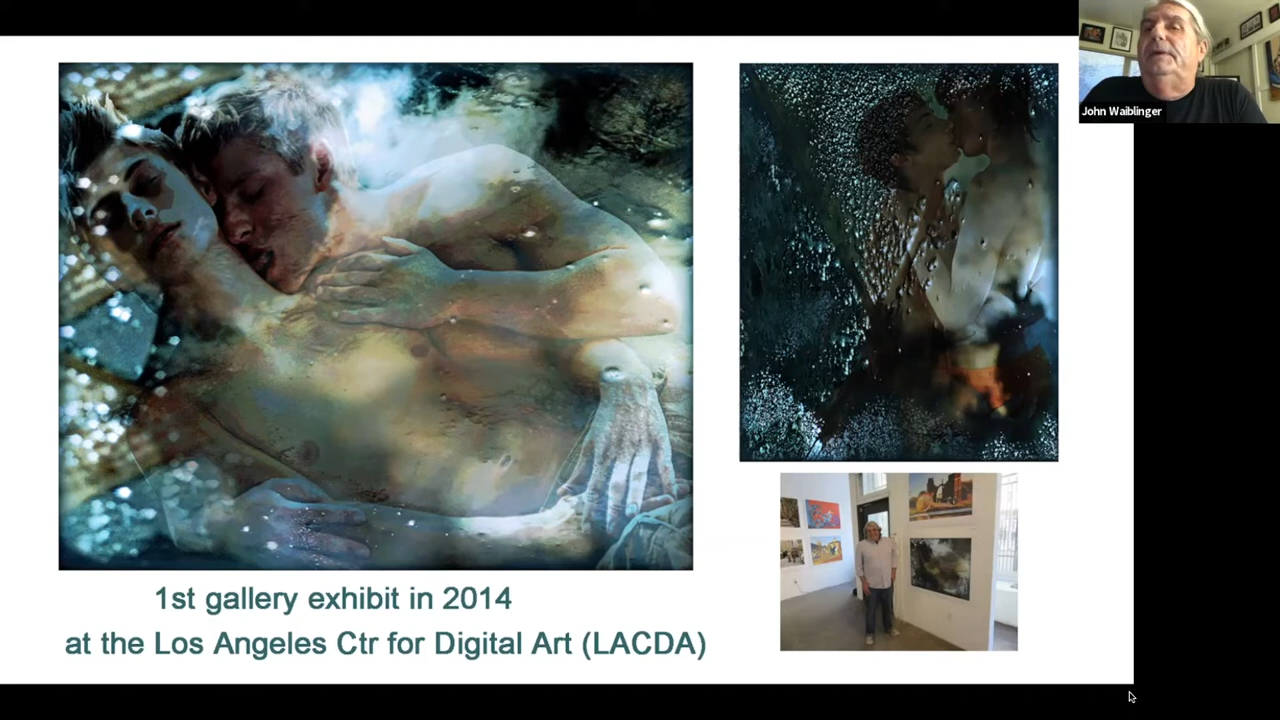 John Waiblinger
1st gallery exhibit in 2014
at the Los Angeles Ctr for Digital Art (LACDA)